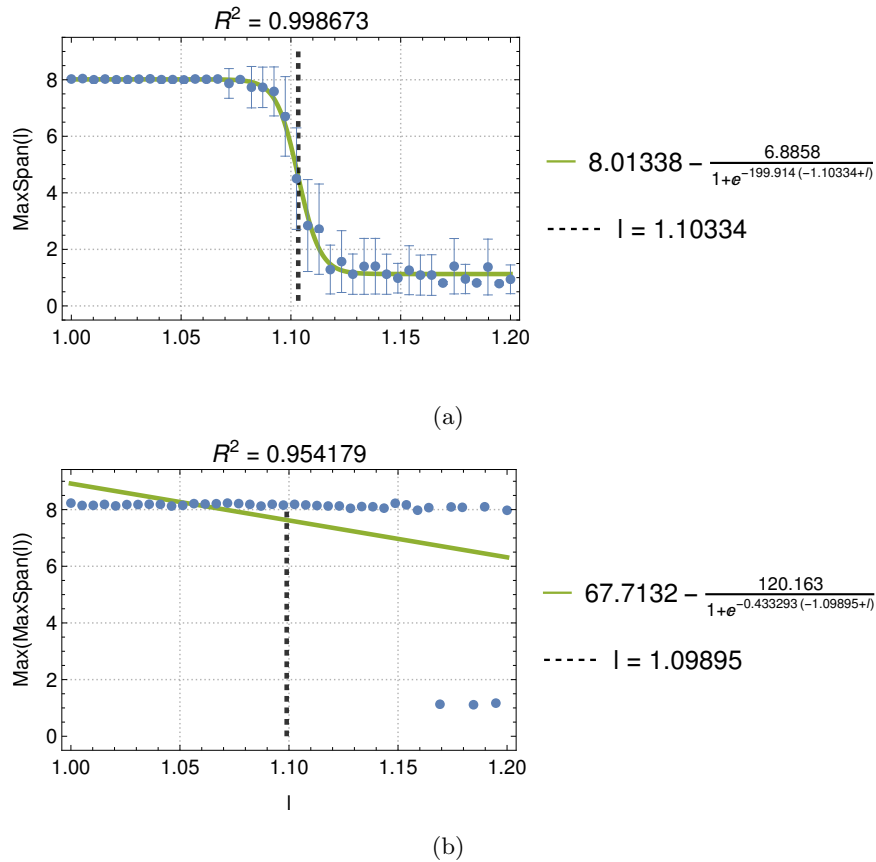 R² = 0.998673
MaxSpan(l)
8
6
4
2
0
1.00 1.05 1.10 1.15 1.20
8.01338 − 6.8858 / 1+e^−199.914 (−1.10334+l)
l = 1.10334
(a)
R² = 0.954179
Max(MaxSpan(l))
8
6
4
2
0
1.00 1.05 1.10 1.15 1.20
l
67.7132 − 120.163 / 1+e^−0.433293 (−1.09895+l)
l = 1.09895
(b)